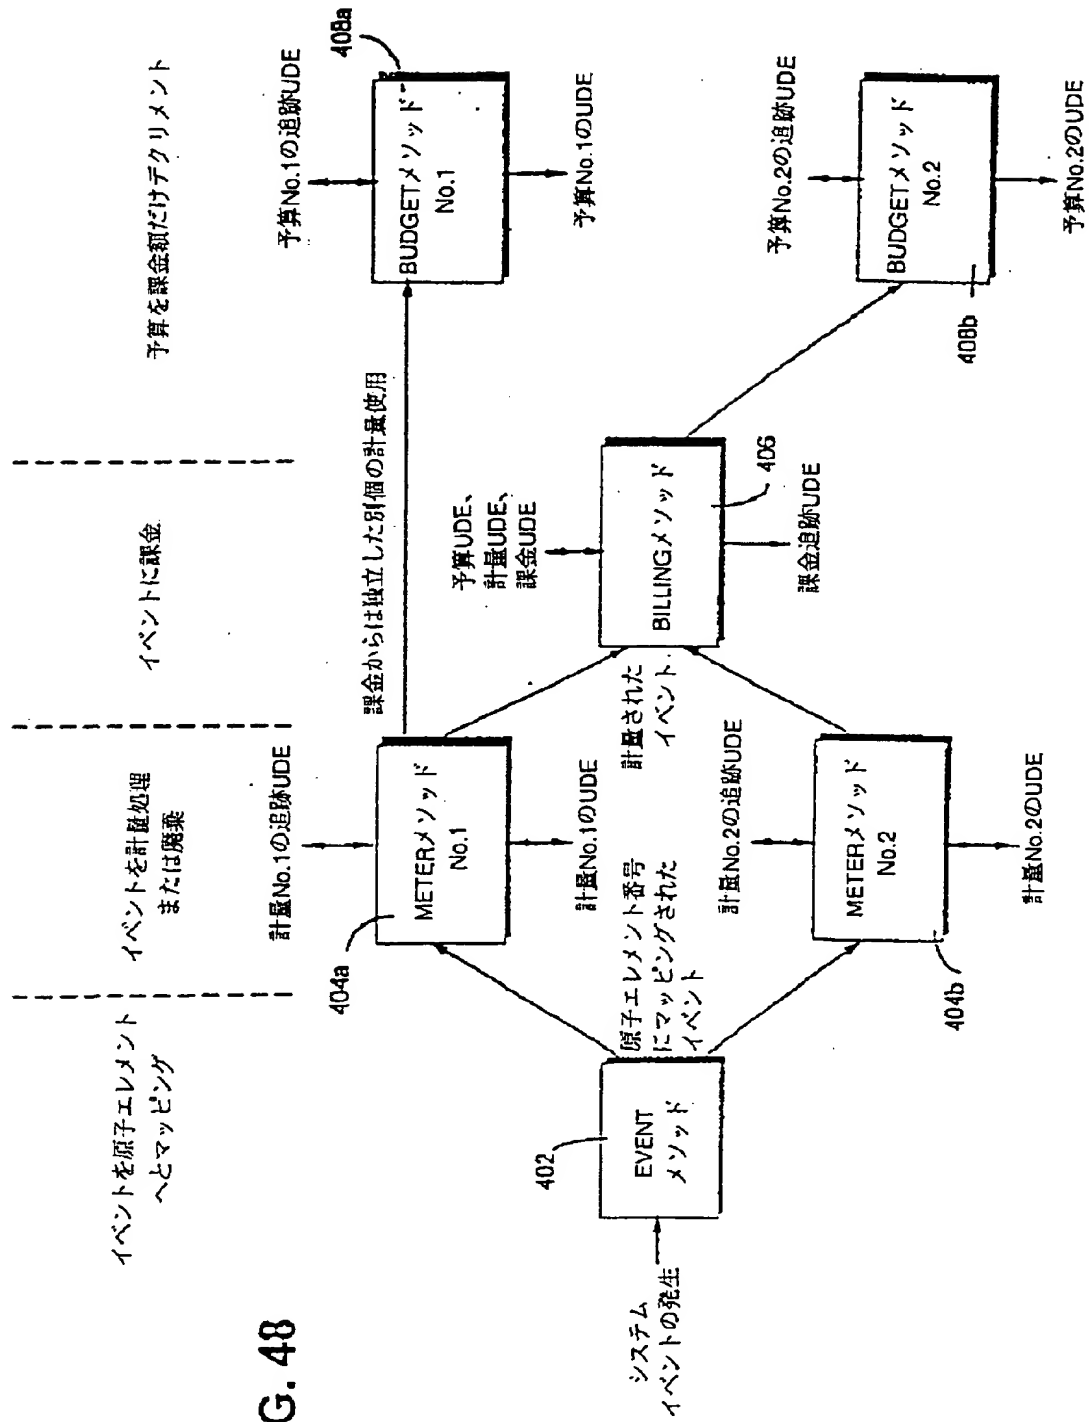 G. 48
イベントを原子エレメント
へとマッピング
イベントを計量処理
または廃棄
イベントに課金
予算を課金額だけデクリメント
システム
イベントの発生
402
EVENT
メソッド
原子エレメント番号
にマッピングされた
イベント
404a
計量No.1の追跡UDE
METERメソッド
No.1
計量No.1のUDE
計量No.2の追跡UDE
METERメソッド
No.2
404b
計量No.2のUDE
課金からは独立した別個の計量使用
計量された
イベント
予算UDE、
計量UDE、
課金UDE
BILLINGメソッド
406
課金追跡UDE
408a
予算No.1の追跡UDE
BUDGETメソッド
No.1
予算No.1のUDE
予算No.2の追跡UDE
BUDGETメソッド
No.2
408b
予算No.2のUDE